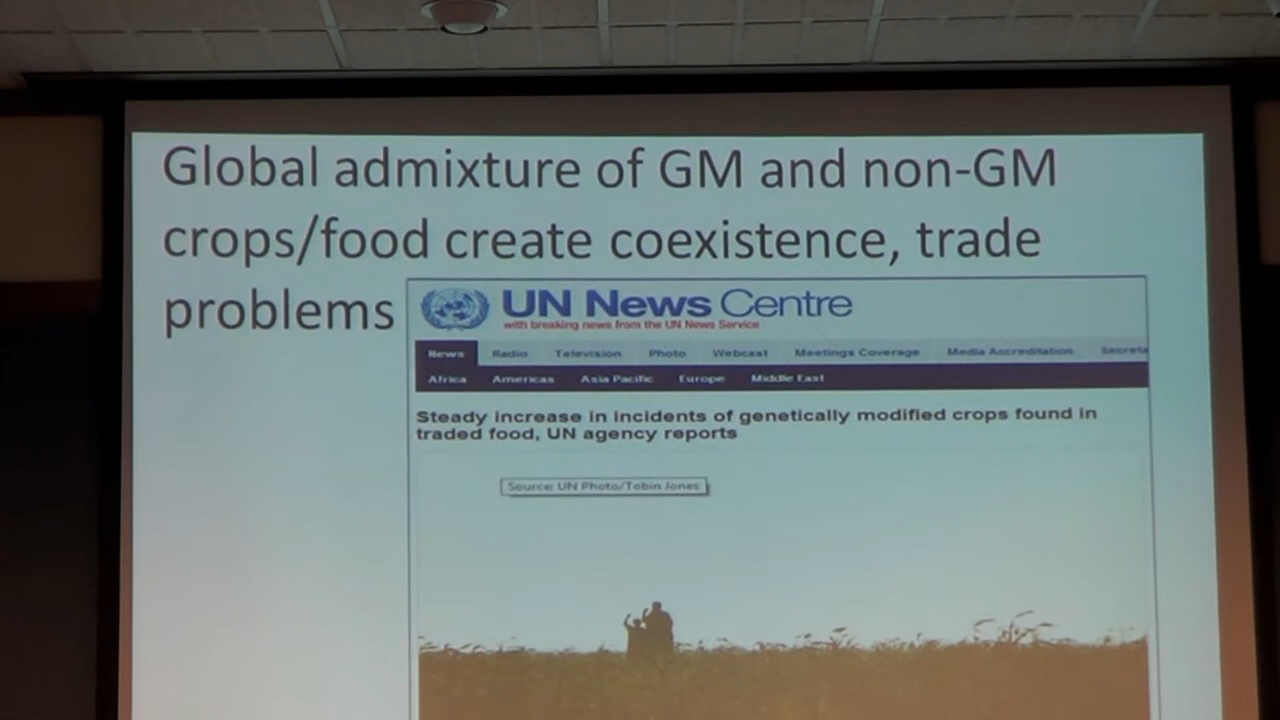 Global admixture of GM and non-GM
crops/food create coexistence, trade
problems
UN News Centre
with breaking news from the UN News Service
News Radio Television Photo Webcast Meetings Coverage Media Accreditation Secreta
Africa Americas Asia Pacific Europe Middle East
Steady increase in incidents of genetically modified crops found in
traded food, UN agency reports
Source: UN Photo/Tobin Jones